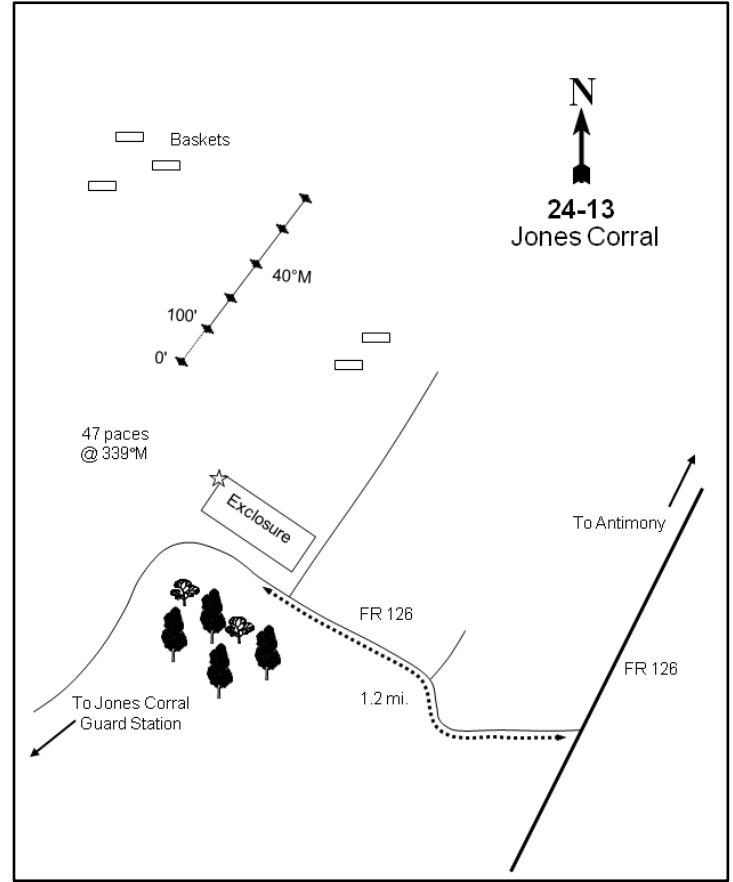 N
24-13
Jones Corral
Baskets
40°M
100'
0'
47 paces
@ 339°M
Exclosure
To Antimony
FR 126
FR 126
1.2 mi.
To Jones Corral
Guard Station